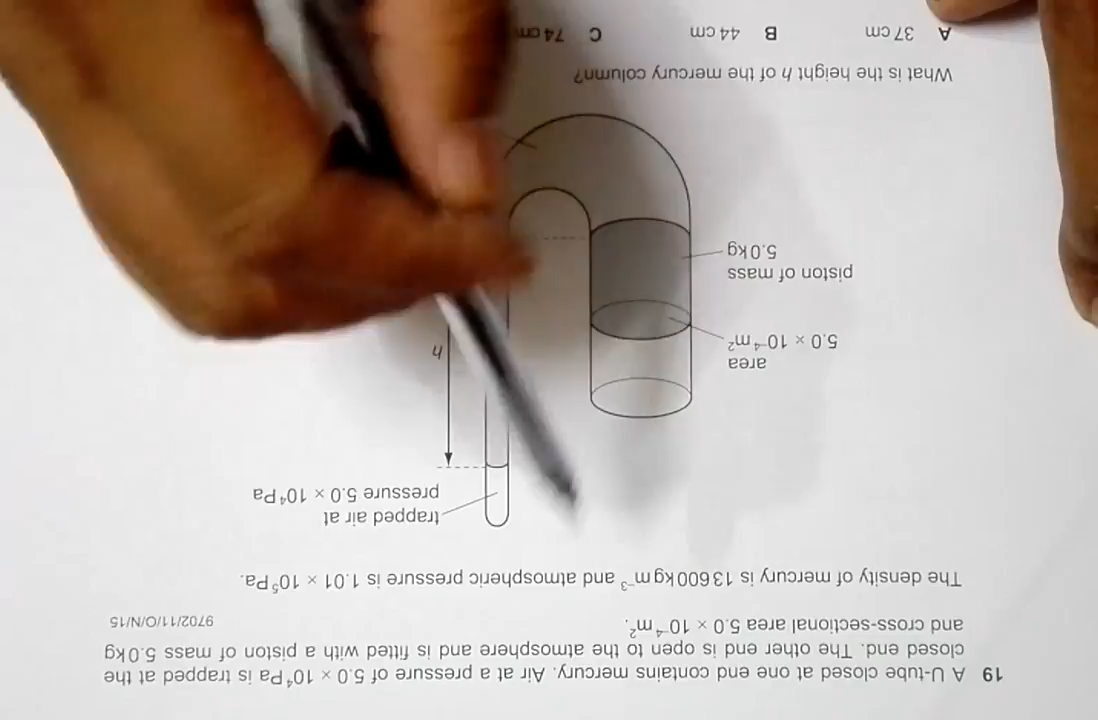 19 A U-tube closed at one end contains mercury. Air at a pressure of 5.0 × 10⁴ Pa is trapped at the
closed end. The other end is open to the atmosphere and is fitted with a piston of mass 5.0 kg
and cross-sectional area 5.0 × 10⁻⁴ m².
9702/11/O/N/15
The density of mercury is 13 600 kg m⁻³ and atmospheric pressure is 1.01 × 10⁵ Pa.
trapped air at
pressure 5.0 × 10⁴ Pa
area
5.0 × 10⁻⁴ m²
h
piston of mass
5.0 kg
What is the height h of the mercury column?
A 37 cm B 44 cm C 74 cm